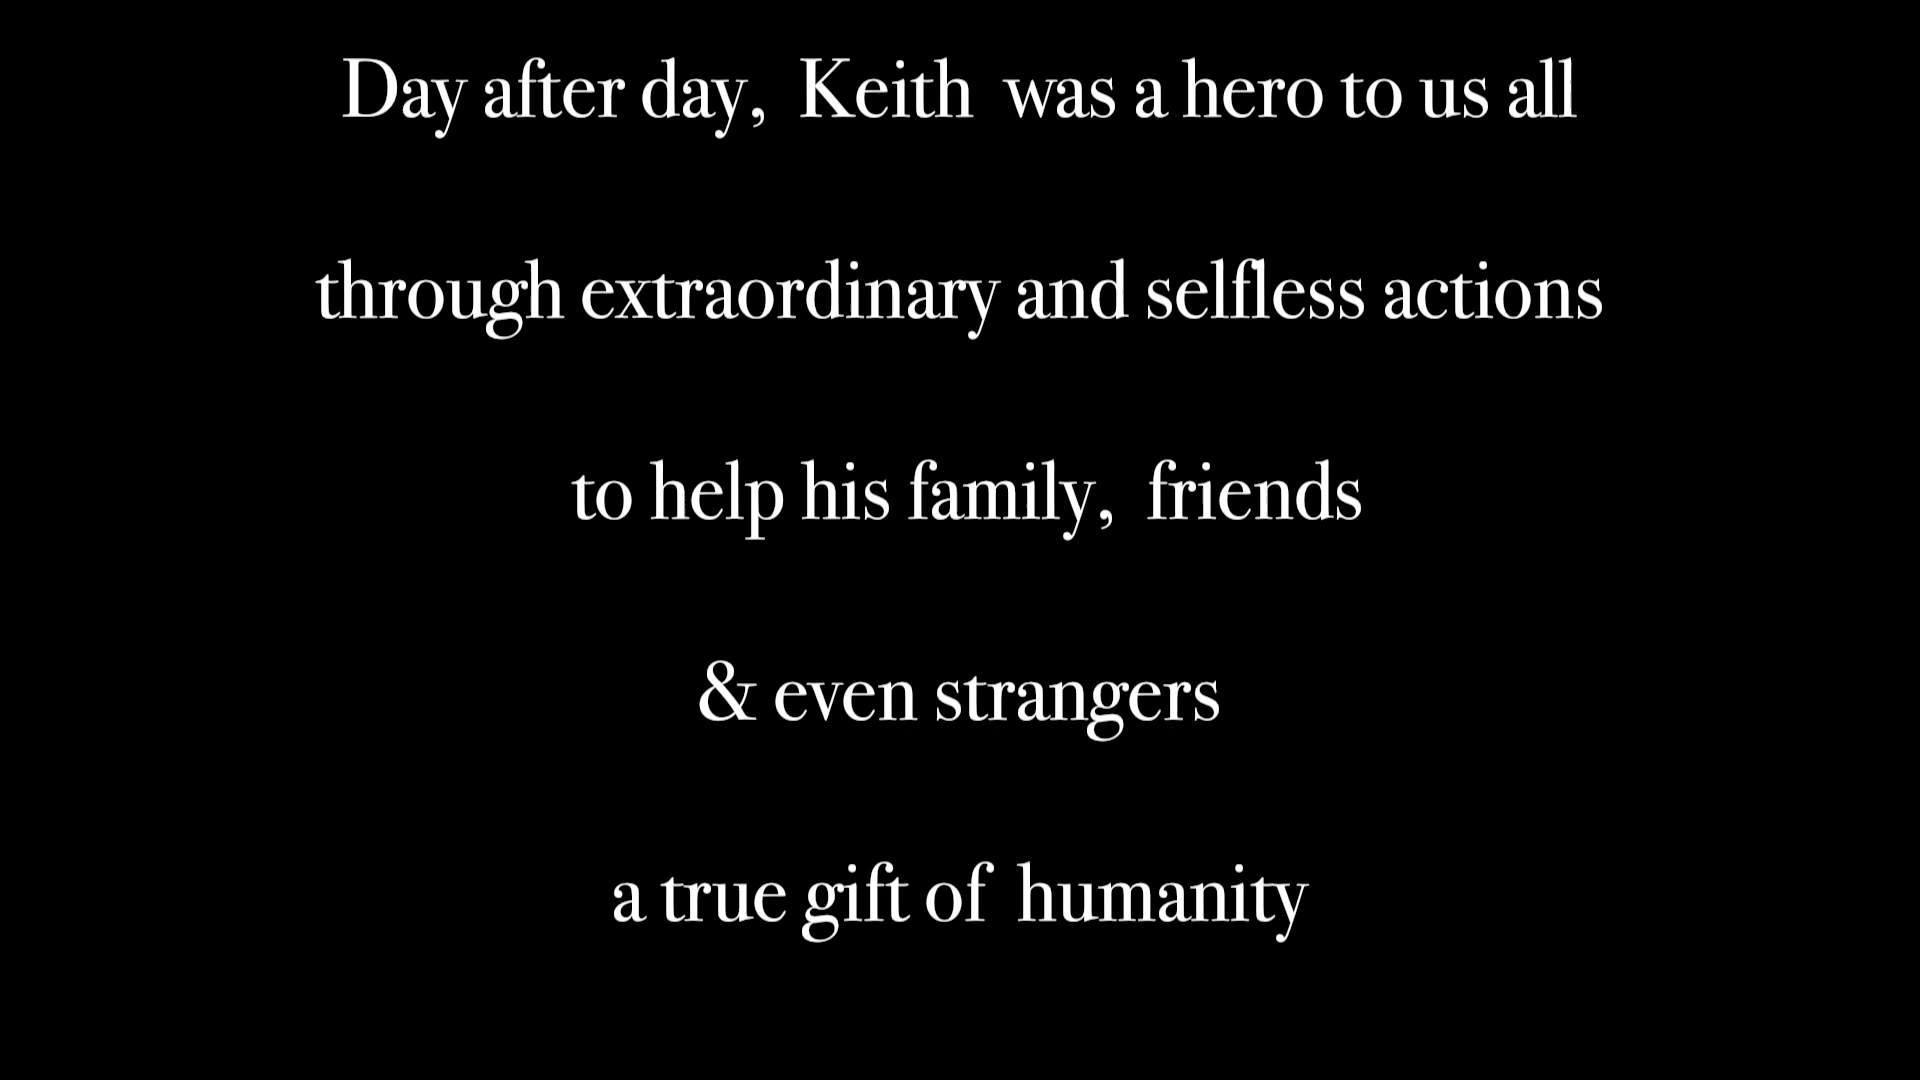 Day after day, Keith was a hero to us all
through extraordinary and selfless actions
to help his family, friends
& even strangers
a true gift of humanity